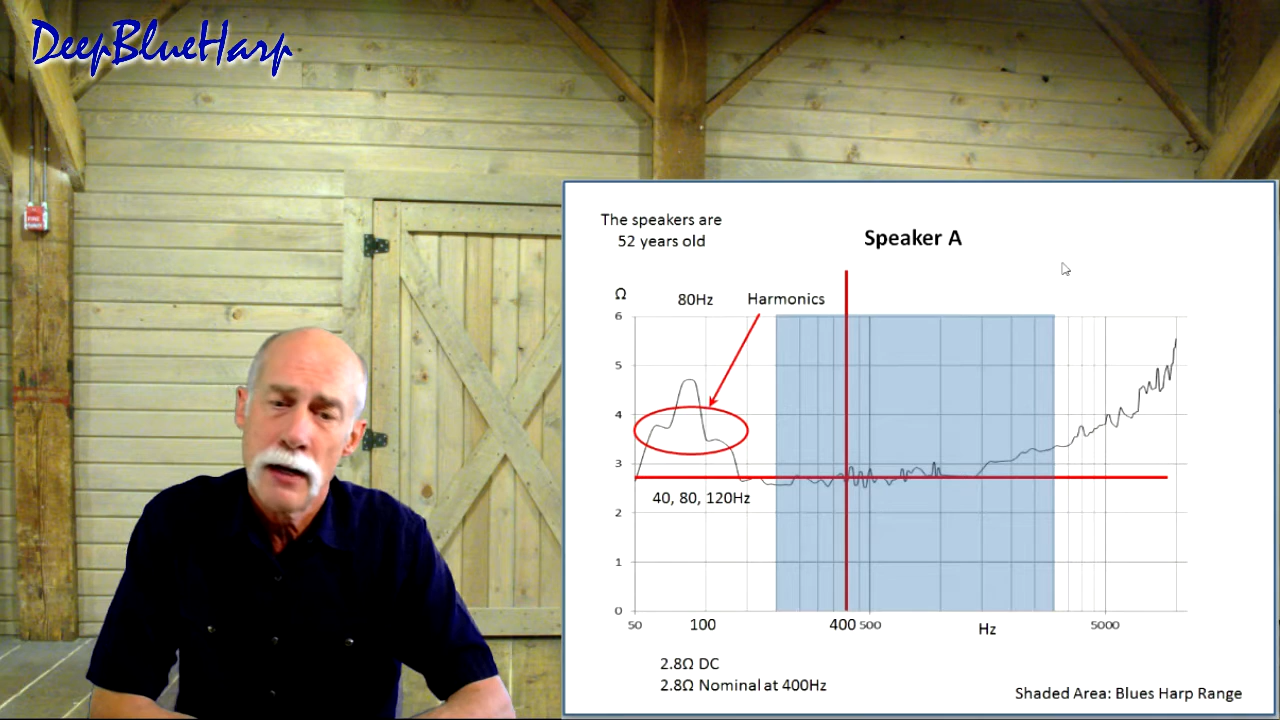 DeepBlueHarp
The speakers are
52 years old
Speaker A
Ω
80Hz
Harmonics
6
5
4
3
2
1
0
40, 80, 120Hz
50
100
400
500
Hz
5000
2.8Ω DC
2.8Ω Nominal at 400Hz
Shaded Area: Blues Harp Range
FIRE